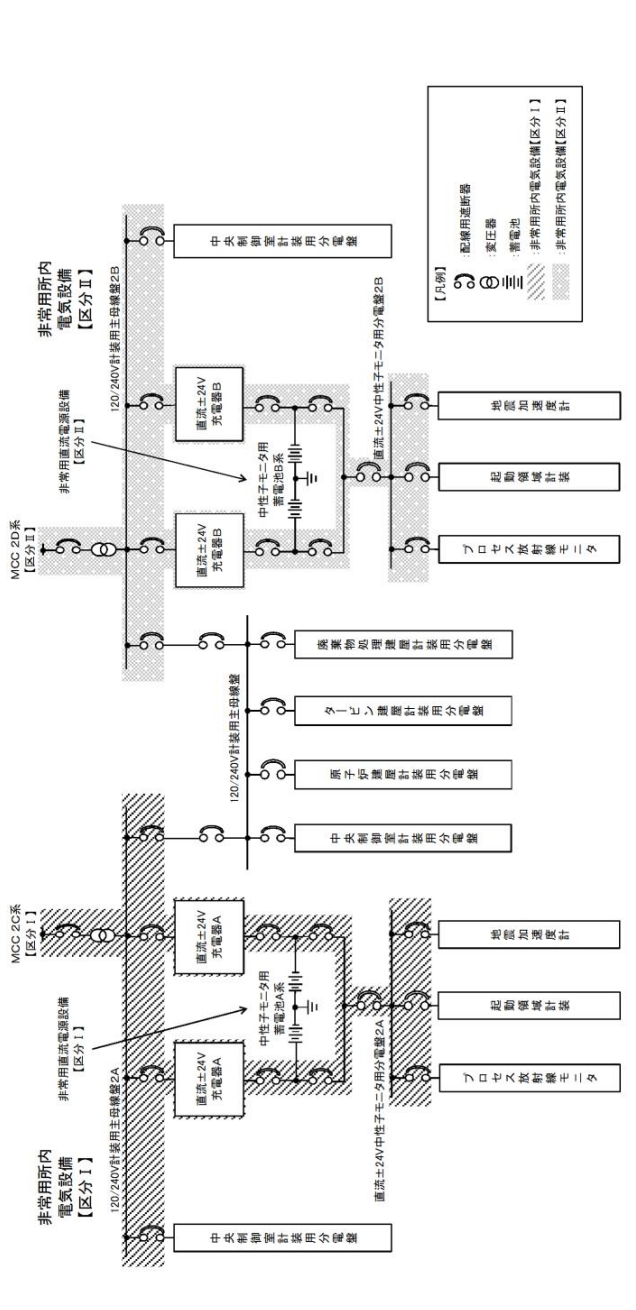 非常用所内
電気設備
【区分Ⅰ】
120/240V計装用主母線盤2A
非常用直流電源設備
【区分Ⅰ】
MCC 2C系
【区分Ⅰ】
直流±24V
充電器A
直流±24V
充電器A
中性子モニタ用
蓄電池A系
直流±24V中性子モニタ用分電盤2A
中央制御室計装用分電盤
プロセス放射線モニタ
起動領域計装
地震加速度計
120/240V計装用主母線盤
中央制御室計装用分電盤
原子炉建屋計装用分電盤
タービン建屋計装用分電盤
廃棄物処理建屋計装用分電盤
MCC 2D系
【区分Ⅱ】
非常用直流電源設備
【区分Ⅱ】
120/240V計装用主母線盤2B
非常用所内
電気設備
【区分Ⅱ】
直流±24V
充電器B
直流±24V
充電器B
中性子モニタ用
蓄電池B系
直流±24V中性子モニタ用分電盤2B
中央制御室計装用分電盤
プロセス放射線モニタ
起動領域計装
地震加速度計
【凡例】
:配線用遮断器
:変圧器
:蓄電池
:非常用所内電気設備【区分Ⅰ】
:非常用所内電気設備【区分Ⅱ】